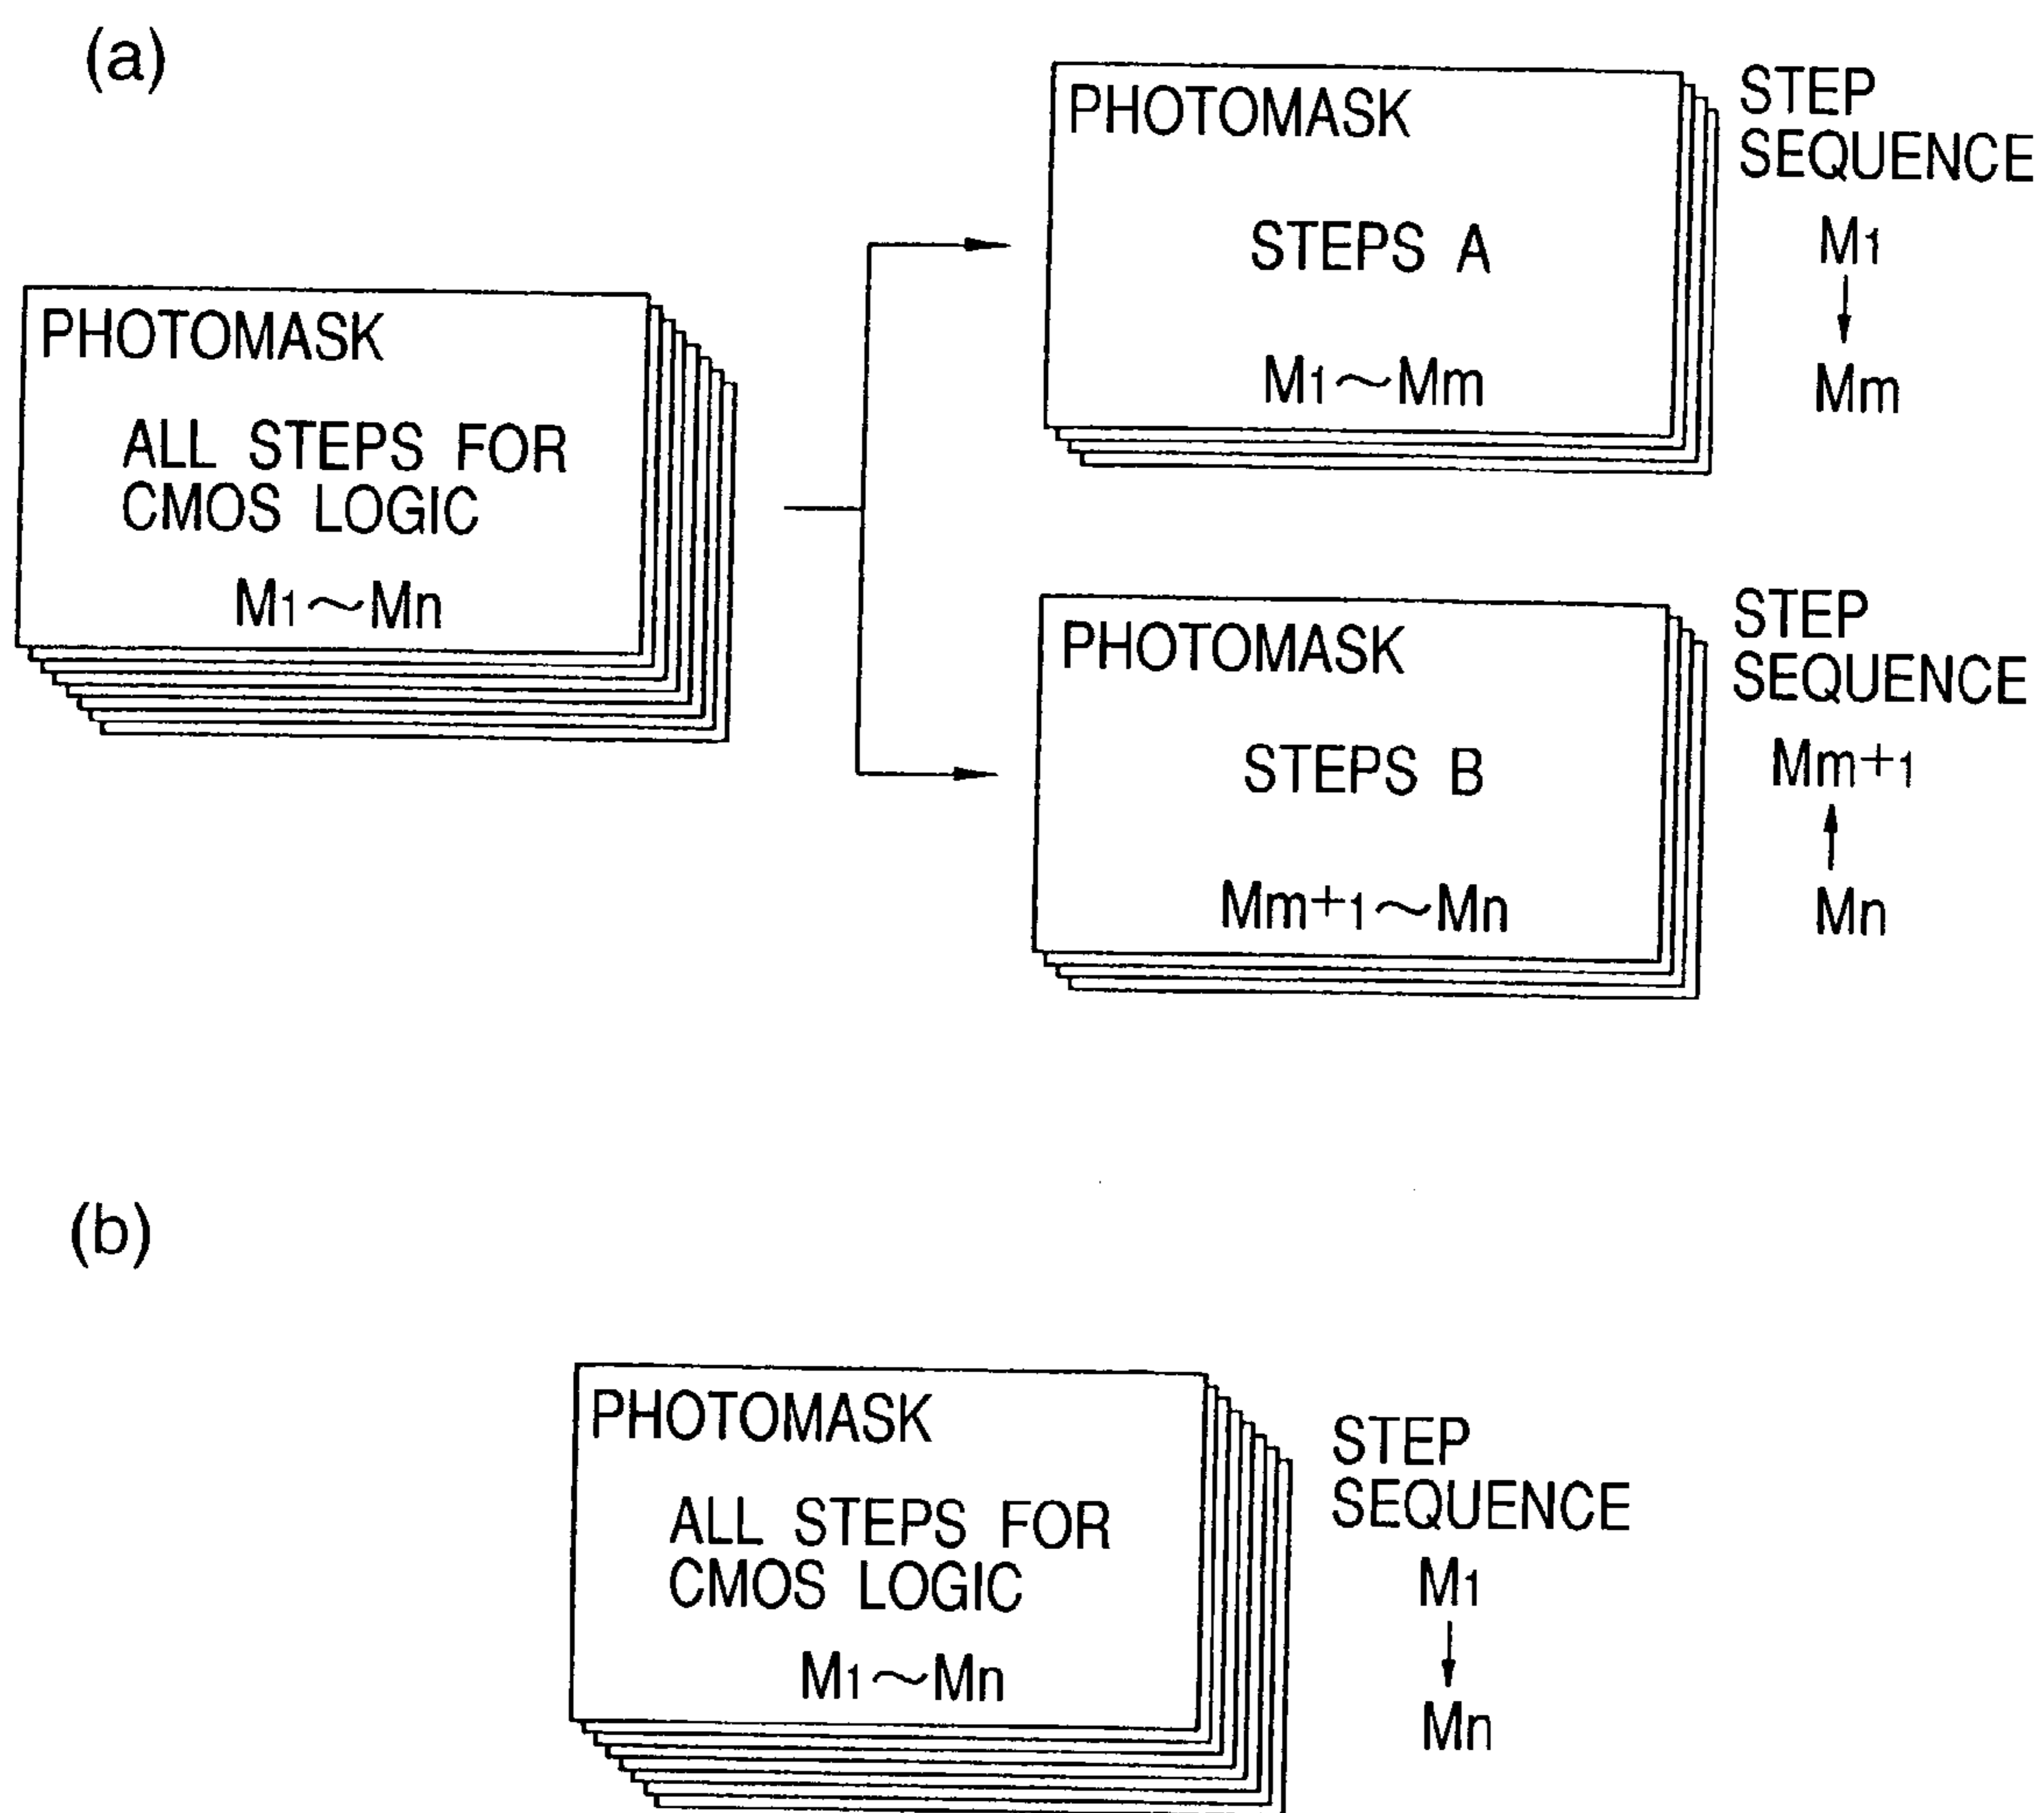 (a)
PHOTOMASK
ALL STEPS FOR
CMOS LOGIC
M1~Mn
PHOTOMASK
STEPS A
M1~Mm
STEP
SEQUENCE
M1
Mm
PHOTOMASK
STEPS B
Mm+1~Mn
STEP
SEQUENCE
Mm+1
Mn
(b)
PHOTOMASK
ALL STEPS FOR
CMOS LOGIC
M1~Mn
STEP
SEQUENCE
M1
Mn